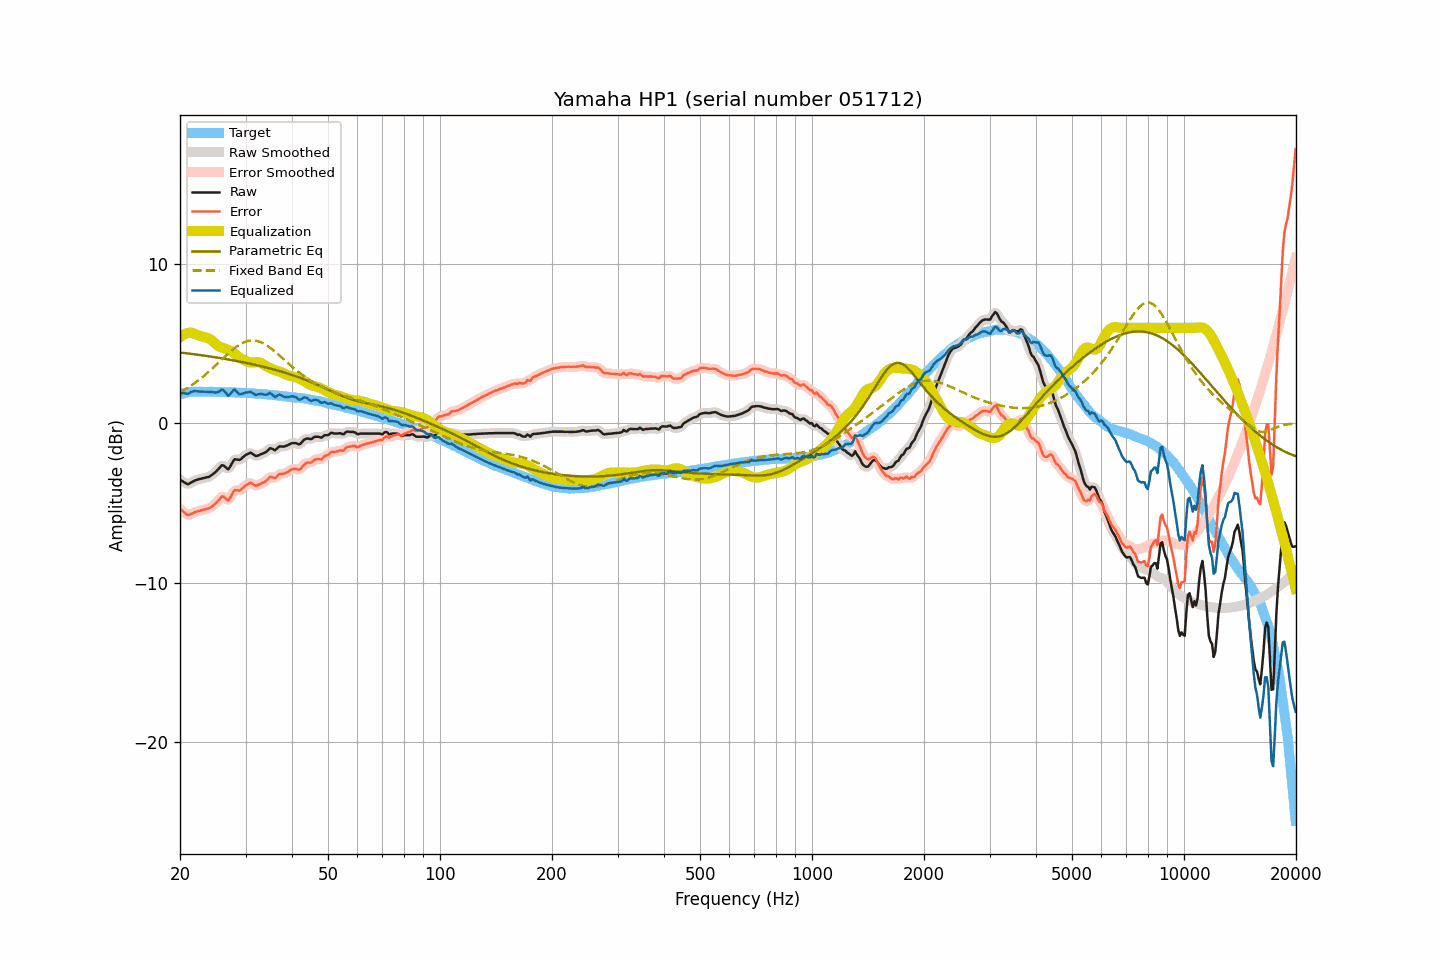 Yamaha HP1 (serial number 051712)
Target
Raw Smoothed
Error Smoothed
Raw
Error
Equalization
Parametric Eq
Fixed Band Eq
Equalized
10
0
−10
−20
Amplitude (dBr)
20 50 100 200 500 1000 2000 5000 10000 20000
Frequency (Hz)